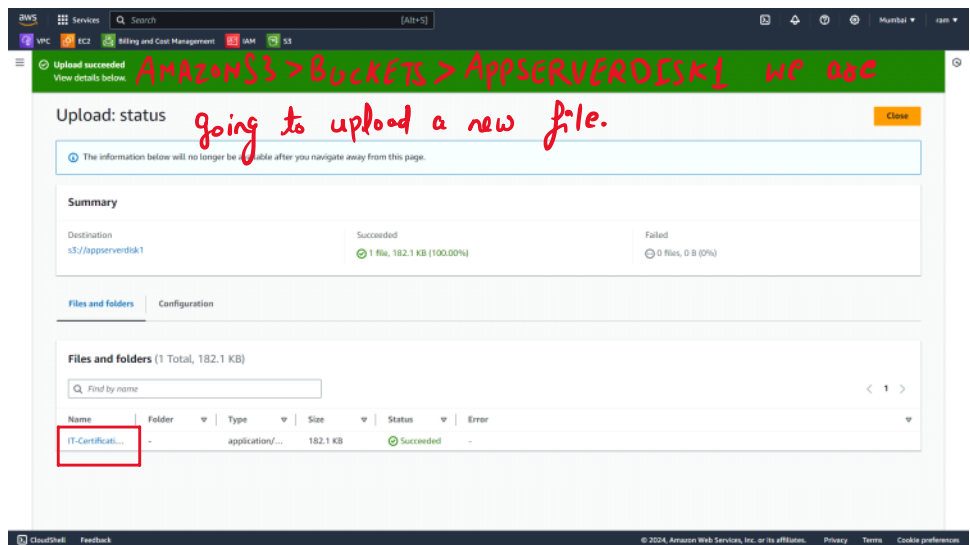 aws Services Search [Alt+S] Mumbai ram
VPC EC2 Billing and Cost Management IAM S3
Upload succeeded
View details below.
AMAZONS3 > BUCKETS > APPSERVERDISK1 we are
going to upload a new file.
Upload: status
Close
The information below will no longer be available after you navigate away from this page.
Summary
Destination Succeeded Failed
s3://appserverdisk1 1 file, 182.1 KB (100.00%) 0 files, 0 B (0%)
Files and folders Configuration
Files and folders (1 Total, 182.1 KB)
Find by name 1
Name Folder Type Size Status Error
IT-Certificati... - application/... 182.1 KB Succeeded -
CloudShell Feedback © 2024, Amazon Web Services, Inc. or its affiliates. Privacy Terms Cookie preferences